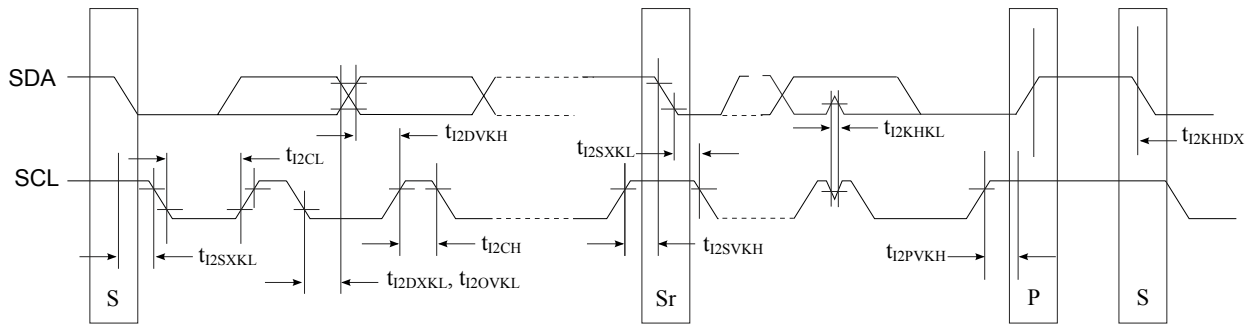 SDA
tI2DVKH
tI2KHKL
tI2KHDX
tI2CL
tI2SXKL
SCL
tI2SXKL
tI2CH
tI2SVKH
tI2PVKH
tI2DXKL, tI2OVKL
S
Sr
P
S